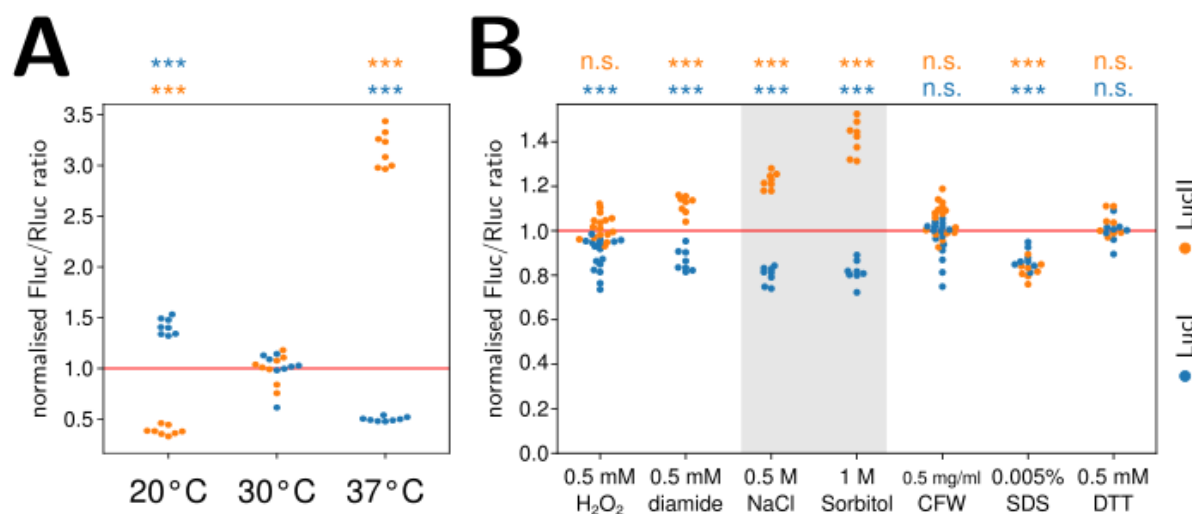 A
*** ***
*** ***
normalised Fluc/Rluc ratio
3.5
3.0
2.5
2.0
1.5
1.0
0.5
20°C 30°C 37°C
B
n.s. *** *** *** n.s. *** n.s.
*** *** *** *** n.s. *** n.s.
normalised Fluc/Rluc ratio
1.4
1.2
1.0
0.8
0.6
0.4
0.2
0.0
0.5 mM 0.5 mM 0.5 M 1 M 0.5 mg/ml 0.005% 0.5 mM
H₂O₂ diamide NaCl Sorbitol CFW SDS DTT
LucII
LucI